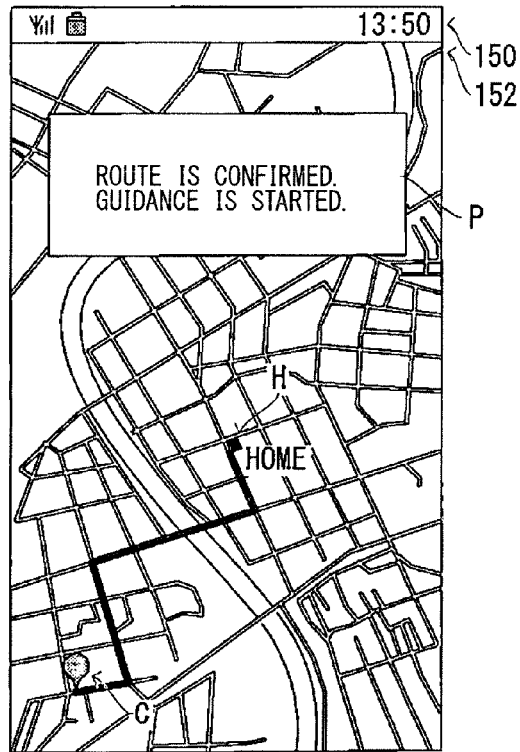 13:50
150
152
ROUTE IS CONFIRMED.
GUIDANCE IS STARTED.
P
H
HOME
C